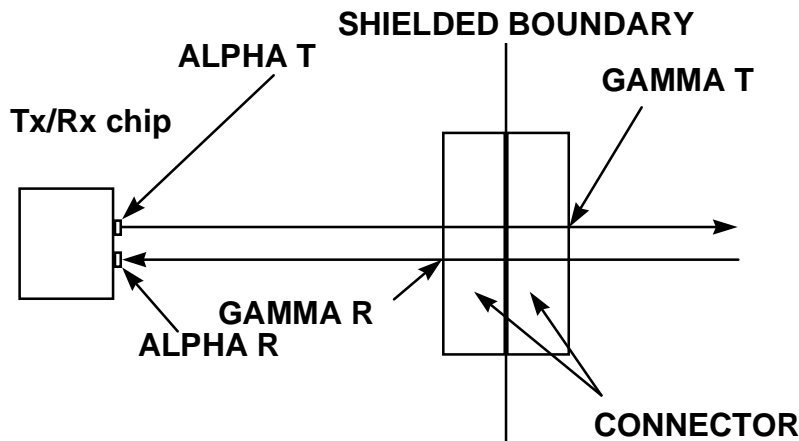 SHIELDED BOUNDARY
ALPHA T
GAMMA T
Tx/Rx chip
GAMMA R
ALPHA R
CONNECTOR